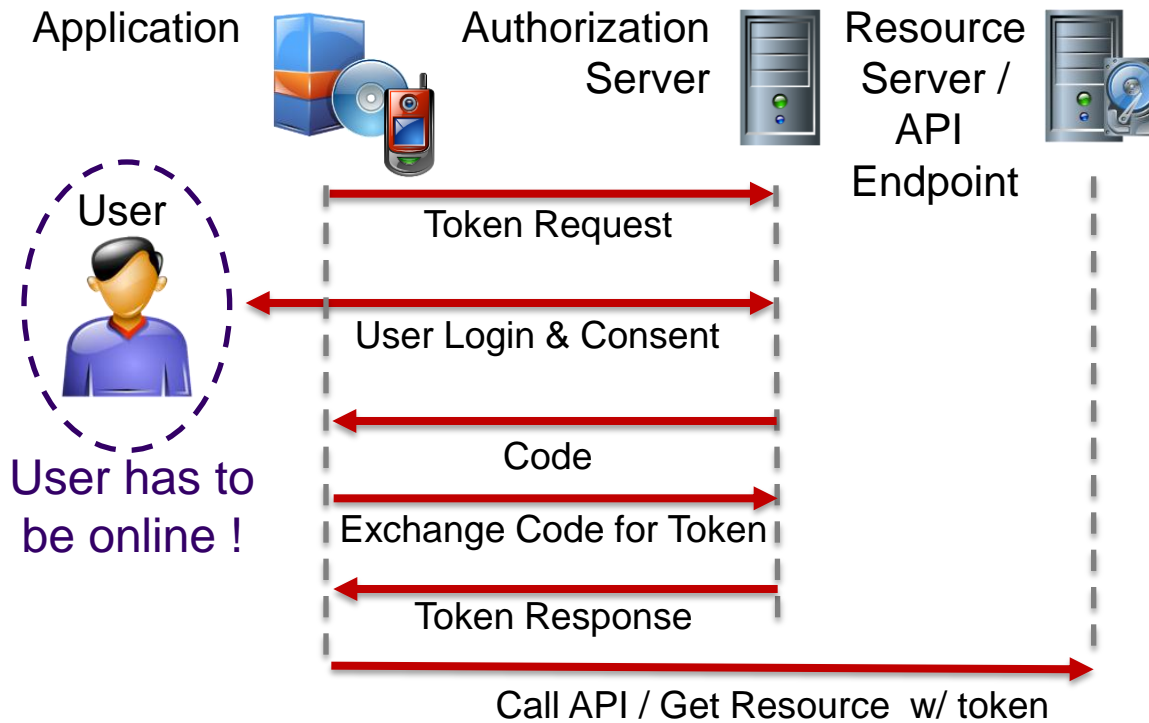 Application
Authorization
Server
Resource
Server /
API
Endpoint
User
Token Request
User Login & Consent
Code
User has to
be online !
Exchange Code for Token
Token Response
Call API / Get Resource w/ token